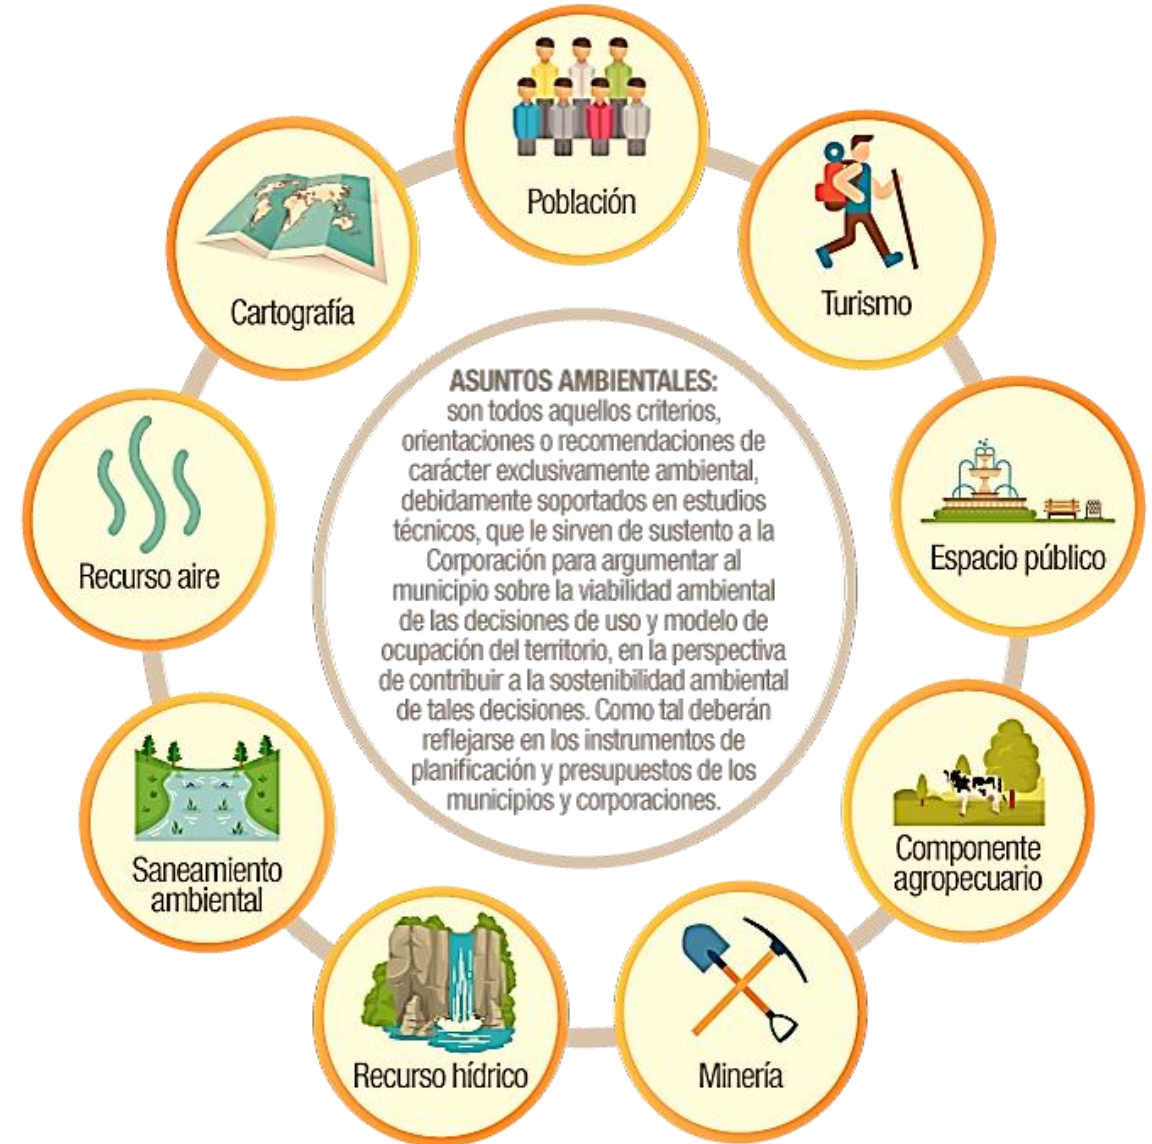 Población
Turismo
Cartografía
ASUNTOS AMBIENTALES:
son todos aquellos criterios,
orientaciones o recomendaciones de
carácter exclusivamente ambiental,
debidamente soportados en estudios
técnicos, que le sirven de sustento a la
Corporación para argumentar al
municipio sobre la viabilidad ambiental
de las decisiones de uso y modelo de
ocupación del territorio, en la perspectiva
de contribuir a la sostenibilidad ambiental
de tales decisiones. Como tal deberán
reflejarse en los instrumentos de
planificación y presupuestos de los
municipios y corporaciones.
Espacio público
Recurso aire
Componente
agropecuario
Saneamiento
ambiental
Recurso hídrico
Minería